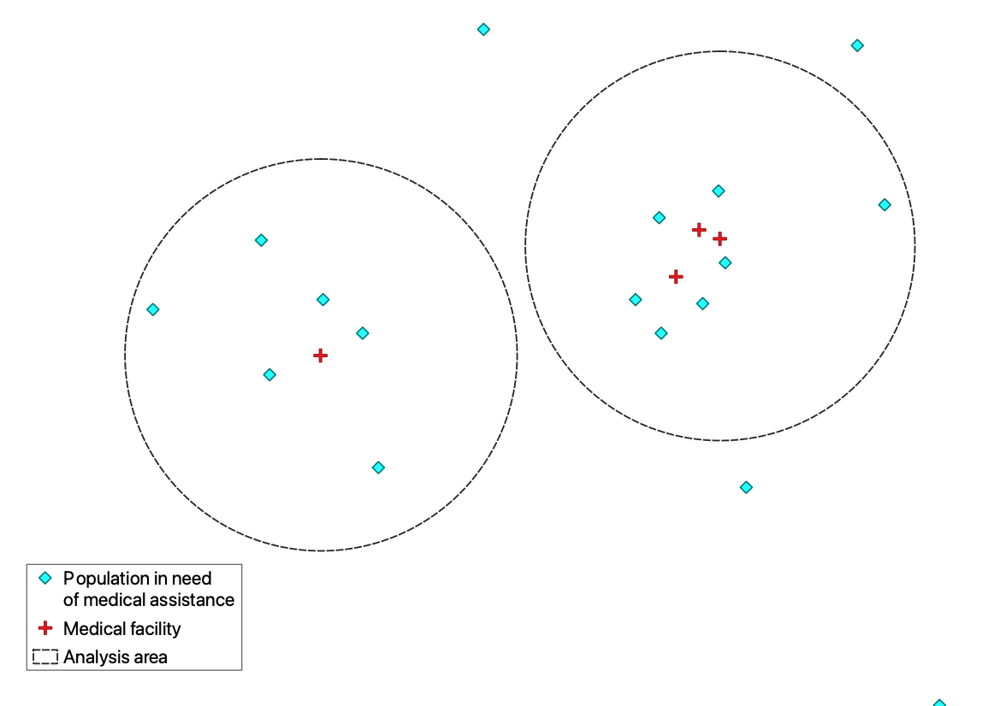 Population in need
of medical assistance
Medical facility
Analysis area